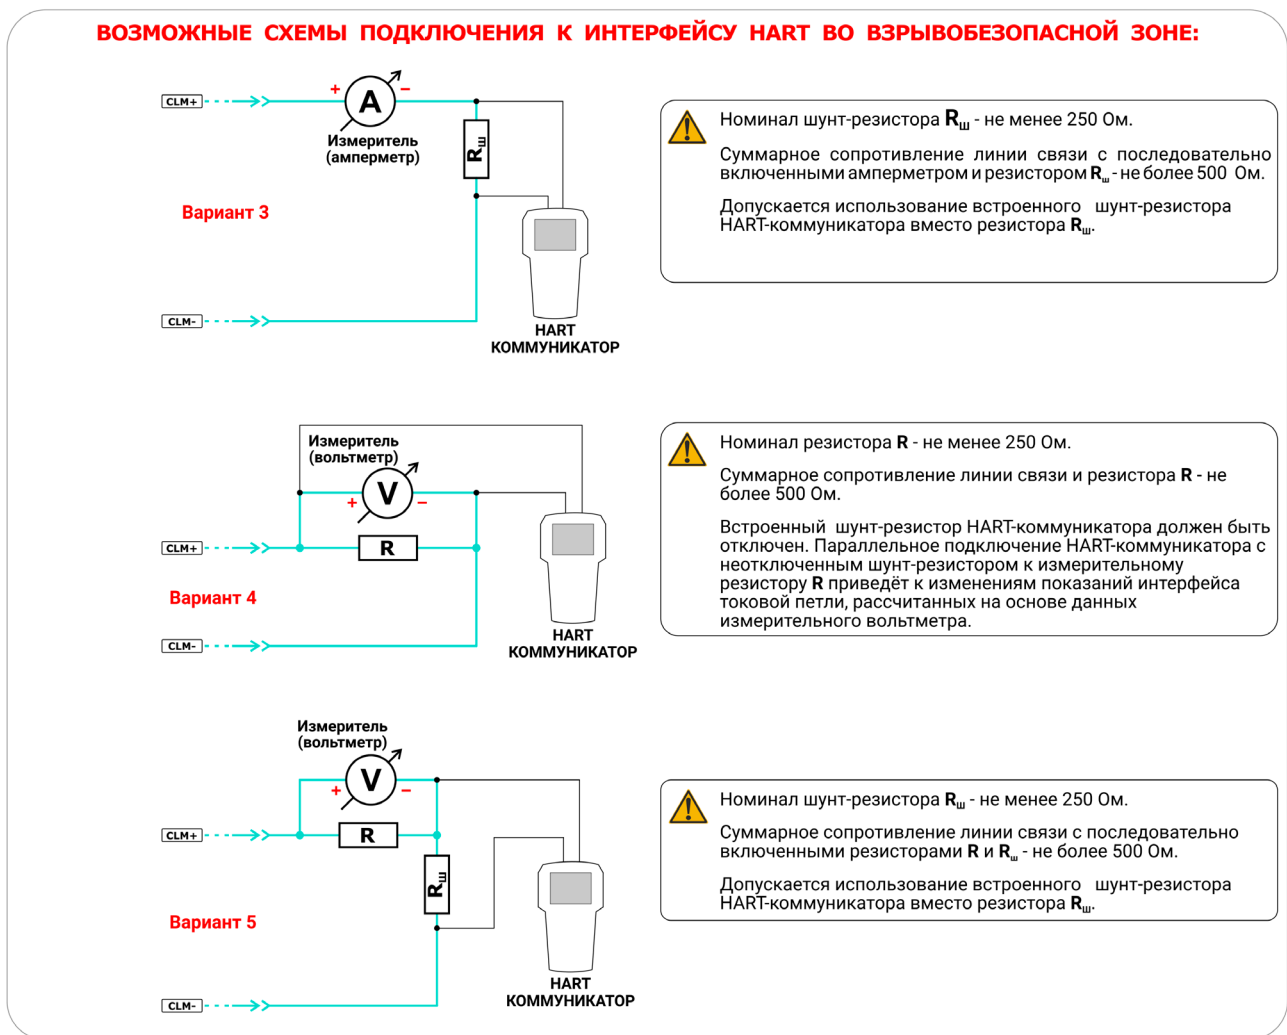 ВОЗМОЖНЫЕ СХЕМЫ ПОДКЛЮЧЕНИЯ К ИНТЕРФЕЙСУ HART ВО ВЗРЫВОБЕЗОПАСНОЙ ЗОНЕ:
CLM+
+
A
−
Измеритель
(амперметр)
Rш
Вариант 3
CLM-
HART
КОММУНИКАТОР
Номинал шунт-резистора Rш - не менее 250 Ом.
Суммарное сопротивление линии связи с последовательно
включенными амперметром и резистором Rш - не более 500 Ом.
Допускается использование встроенного шунт-резистора
HART-коммуникатора вместо резистора Rш.
Измеритель
(вольтметр)
+
V
−
CLM+
R
Вариант 4
CLM-
HART
КОММУНИКАТОР
Номинал резистора R - не менее 250 Ом.
Суммарное сопротивление линии связи и резистора R - не
более 500 Ом.
Встроенный шунт-резистор HART-коммуникатора должен быть
отключен. Параллельное подключение HART-коммуникатора с
неотключенным шунт-резистором к измерительному
резистору R приведёт к изменениям показаний интерфейса
токовой петли, рассчитанных на основе данных
измерительного вольтметра.
Измеритель
(вольтметр)
+
V
−
CLM+
R
Rш
Вариант 5
CLM-
HART
КОММУНИКАТОР
Номинал шунт-резистора Rш - не менее 250 Ом.
Суммарное сопротивление линии связи с последовательно
включенными резисторами R и Rш - не более 500 Ом.
Допускается использование встроенного шунт-резистора
HART-коммуникатора вместо резистора Rш.